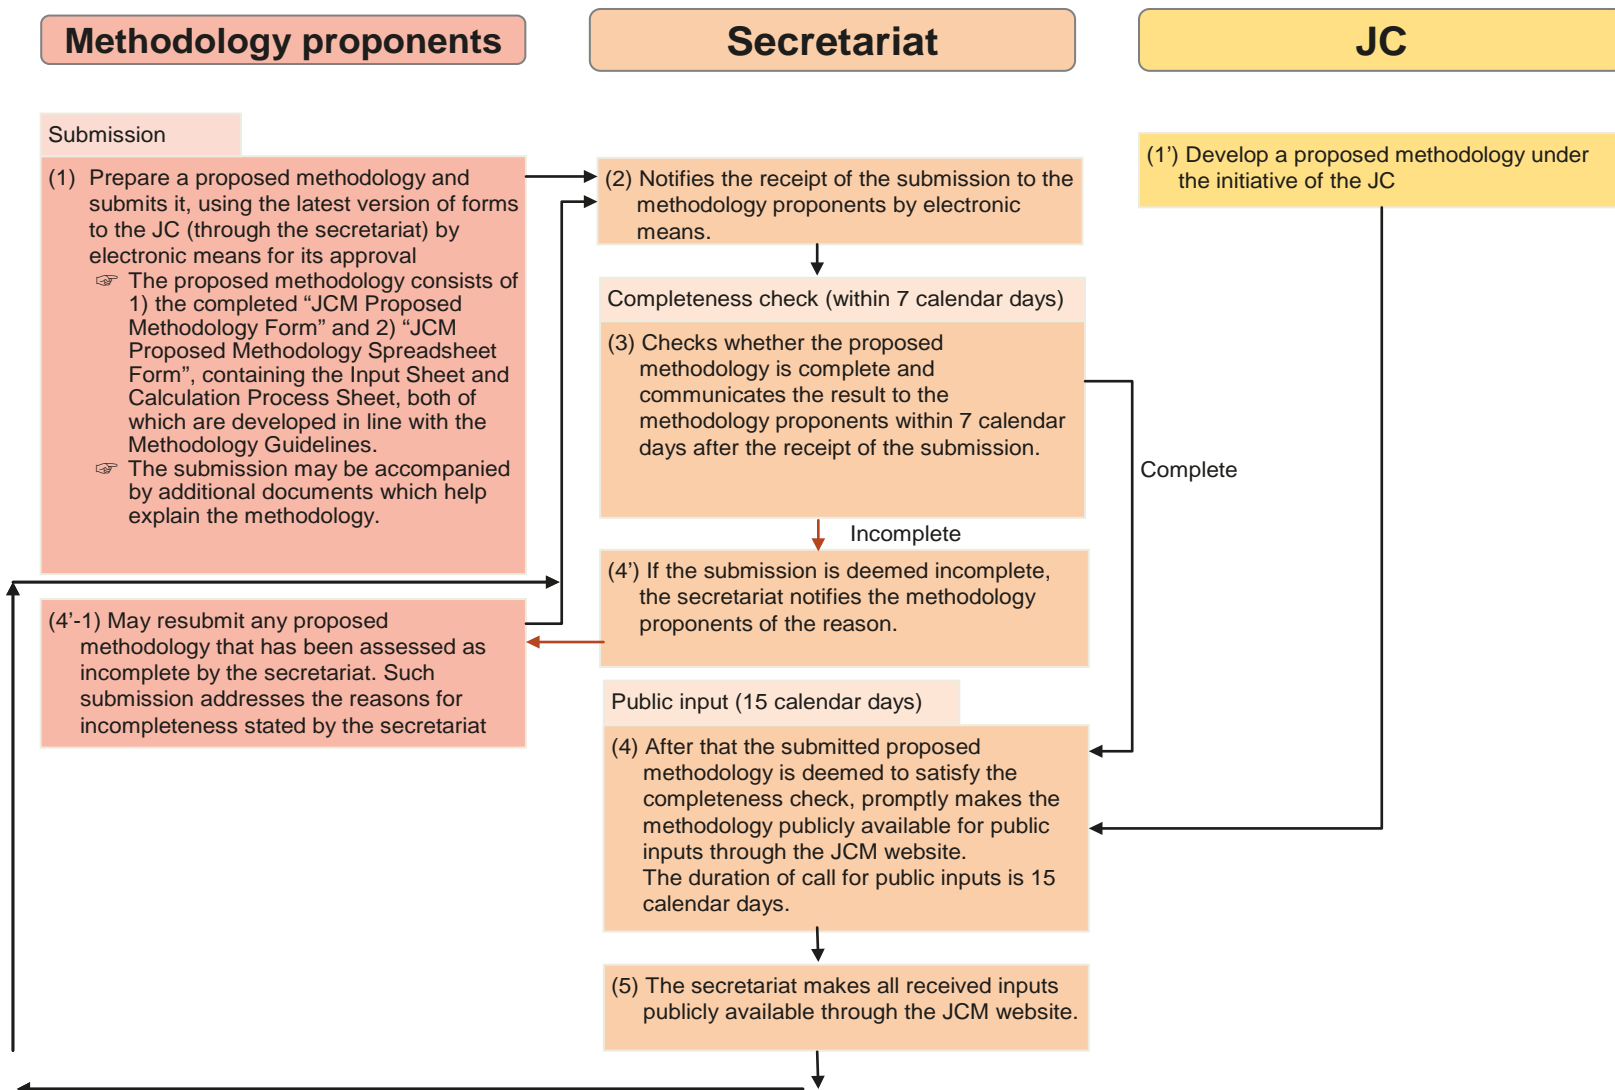 Methodology proponents
Secretariat
JC
Submission
(1) Prepare a proposed methodology and
submits it, using the latest version of forms
to the JC (through the secretariat) by
electronic means for its approval
☞ The proposed methodology consists of
1) the completed “JCM Proposed
Methodology Form” and 2) “JCM
Proposed Methodology Spreadsheet
Form”, containing the Input Sheet and
Calculation Process Sheet, both of
which are developed in line with the
Methodology Guidelines.
☞ The submission may be accompanied
by additional documents which help
explain the methodology.
(2) Notifies the receipt of the submission to the
methodology proponents by electronic
means.
(1’) Develop a proposed methodology under
the initiative of the JC
Completeness check (within 7 calendar days)
(3) Checks whether the proposed
methodology is complete and
communicates the result to the
methodology proponents within 7 calendar
days after the receipt of the submission.
Complete
Incomplete
(4’) If the submission is deemed incomplete,
the secretariat notifies the methodology
proponents of the reason.
(4’-1) May resubmit any proposed
methodology that has been assessed as
incomplete by the secretariat. Such
submission addresses the reasons for
incompleteness stated by the secretariat
Public input (15 calendar days)
(4) After that the submitted proposed
methodology is deemed to satisfy the
completeness check, promptly makes the
methodology publicly available for public
inputs through the JCM website.
The duration of call for public inputs is 15
calendar days.
(5) The secretariat makes all received inputs
publicly available through the JCM website.